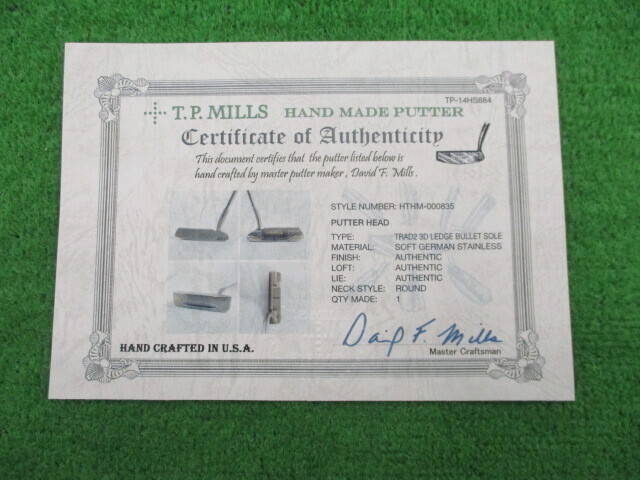 TP-14HS684
T.P. MILLS HAND MADE PUTTER
Certificate of Authenticity
This document certifies that the putter listed below is
hand crafted by master putter maker, David F. Mills.
STYLE NUMBER: HTHM-000835
PUTTER HEAD
TYPE: TRAD2 3D LEDGE BULLET SOLE
MATERIAL: SOFT GERMAN STAINLESS
FINISH: AUTHENTIC
LOFT: AUTHENTIC
LIE: AUTHENTIC
NECK STYLE: ROUND
QTY MADE: 1
David F. Mills
Master Craftsman
HAND CRAFTED IN U.S.A.